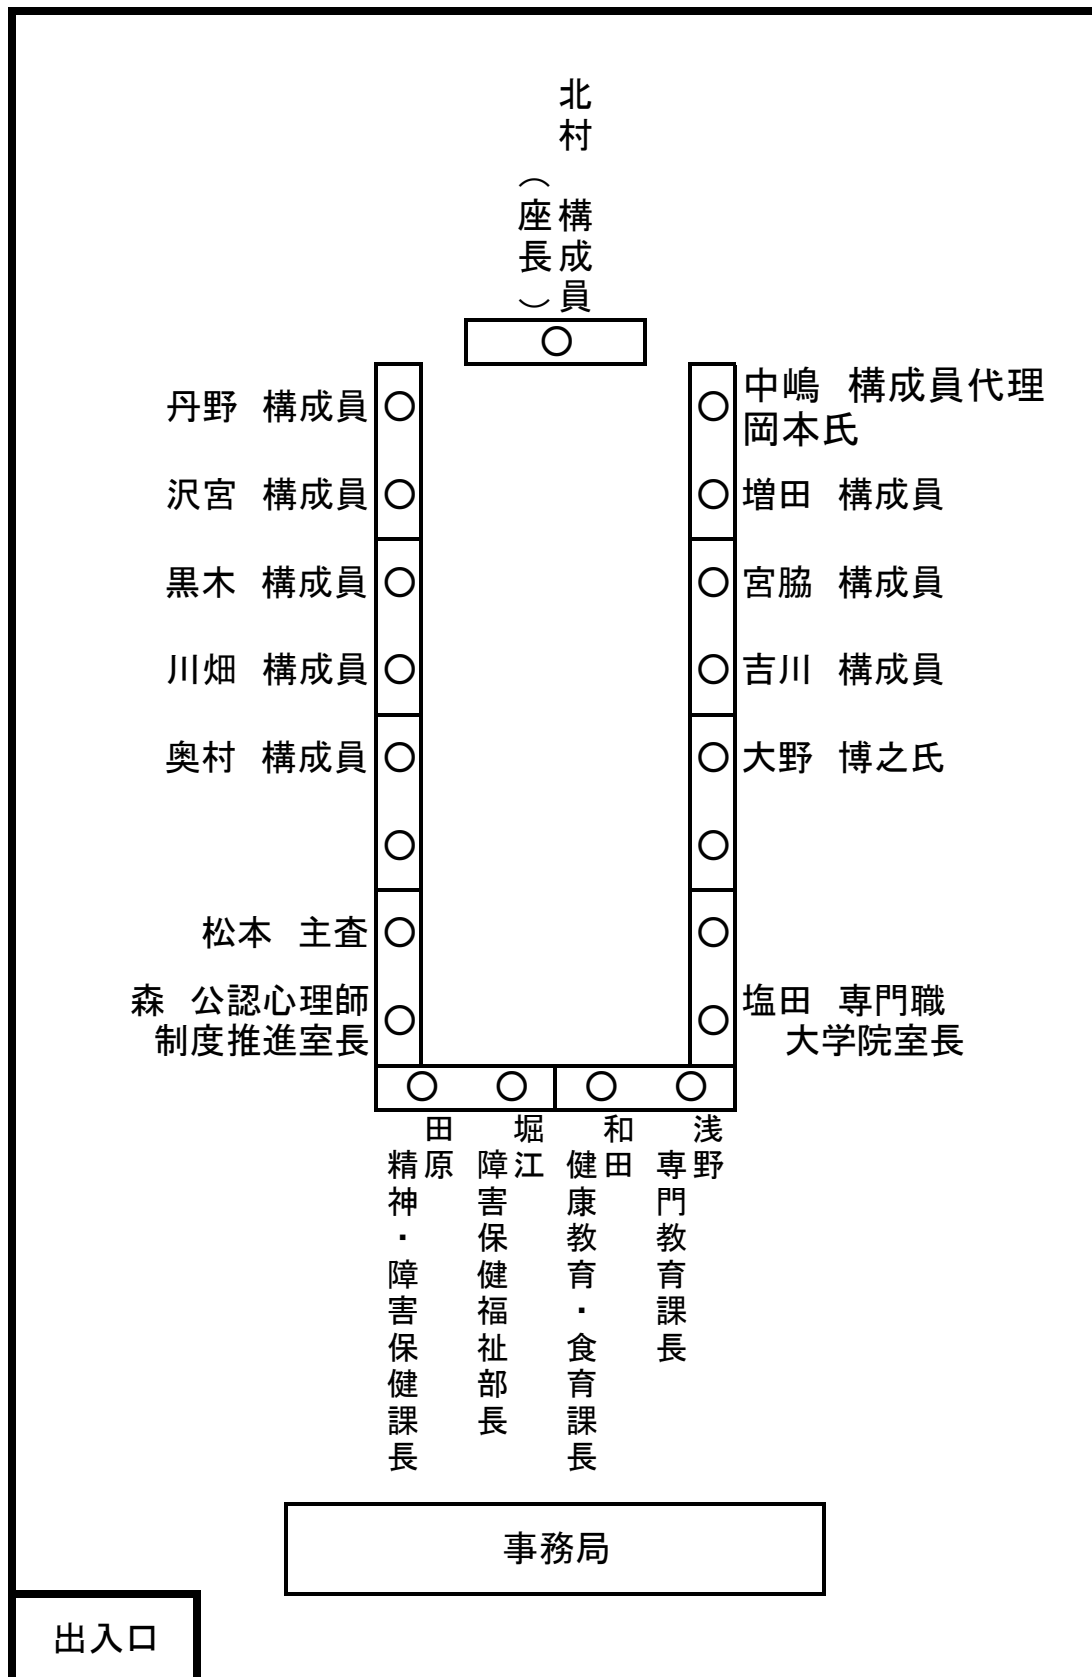 北村　構成員
（座長）
丹野　構成員
沢宮　構成員
黒木　構成員
川畑　構成員
奥村　構成員
松本　主査
森　公認心理師
制度推進室長
中嶋　構成員代理
岡本氏
増田　構成員
宮脇　構成員
吉川　構成員
大野　博之氏
塩田　専門職
大学院室長
田原
精神・障害保健課長
堀江
障害保健福祉部長
和田
健康教育・食育課長
浅野
専門教育課長
事務局
出入口